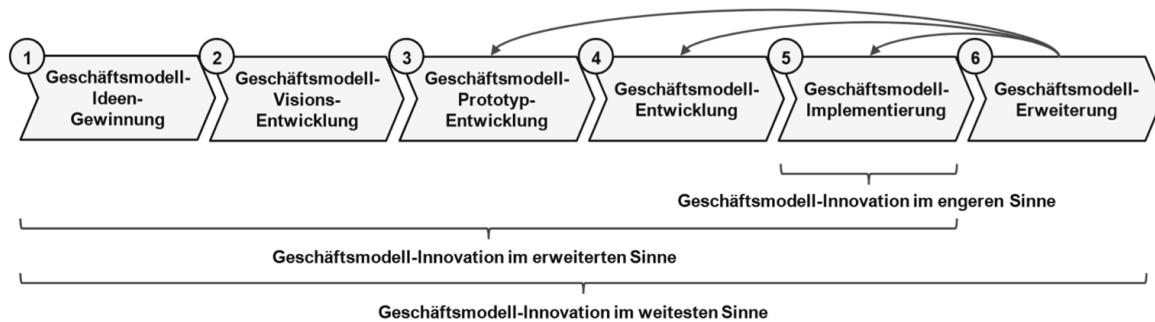 1
Geschäftsmodell-
Ideen-
Gewinnung
2
Geschäftsmodell-
Visions-
Entwicklung
3
Geschäftsmodell-
Prototyp-
Entwicklung
4
Geschäftsmodell-
Entwicklung
5
Geschäftsmodell-
Implementierung
6
Geschäftsmodell-
Erweiterung
Geschäftsmodell-Innovation im engeren Sinne
Geschäftsmodell-Innovation im erweiterten Sinne
Geschäftsmodell-Innovation im weitesten Sinne